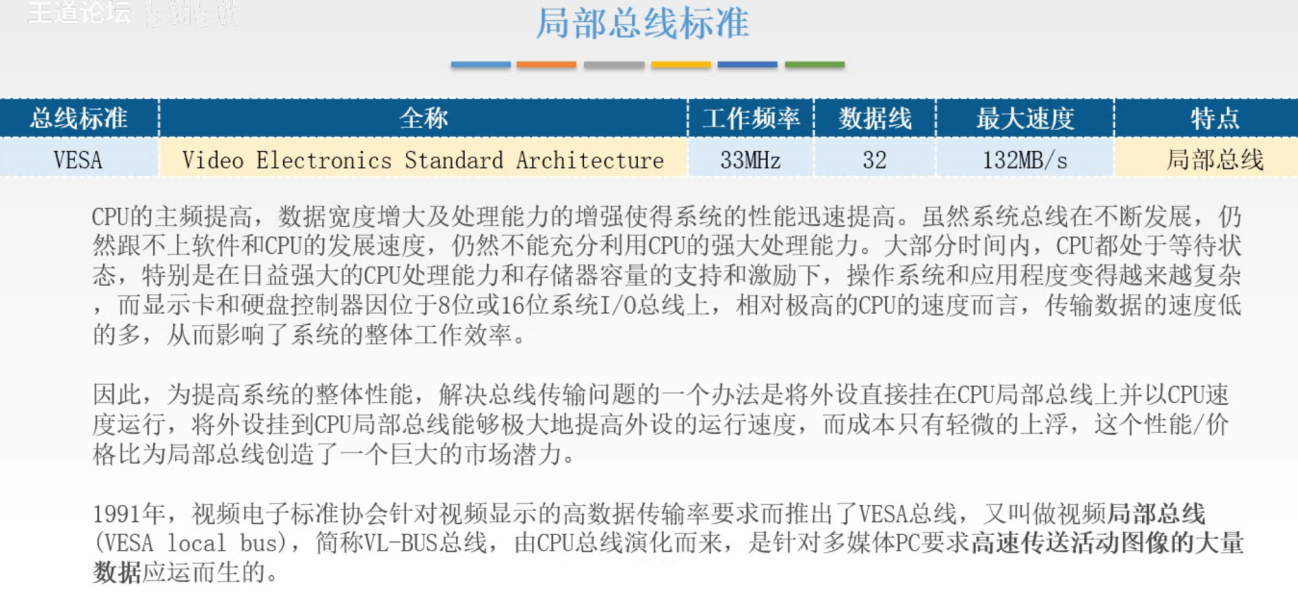 王道论坛
局部总线标准
总线标准 全称 工作频率 数据线 最大速度 特点
VESA Video Electronics Standard Architecture 33MHz 32 132MB/s 局部总线
CPU的主频提高，数据宽度增大及处理能力的增强使得系统的性能迅速提高。虽然系统总线在不断发展，仍
然跟不上软件和CPU的发展速度，仍然不能充分利用CPU的强大处理能力。大部分时间内，CPU都处于等待状
态，特别是在日益强大的CPU处理能力和存储器容量的支持和激励下，操作系统和应用程度变得越来越复杂
，而显示卡和硬盘控制器因位于8位或16位系统I/O总线上，相对极高的CPU的速度而言，传输数据的速度低
的多，从而影响了系统的整体工作效率。
因此，为提高系统的整体性能，解决总线传输问题的一个办法是将外设直接挂在CPU局部总线上并以CPU速
度运行，将外设挂到CPU局部总线能够极大地提高外设的运行速度，而成本只有轻微的上浮，这个性能/价
格比为局部总线创造了一个巨大的市场潜力。
1991年，视频电子标准协会针对视频显示的高数据传输率要求而推出了VESA总线，又叫做视频局部总线
(VESA local bus)，简称VL-BUS总线，由CPU总线演化而来，是针对多媒体PC要求高速传送活动图像的大量
数据应运而生的。